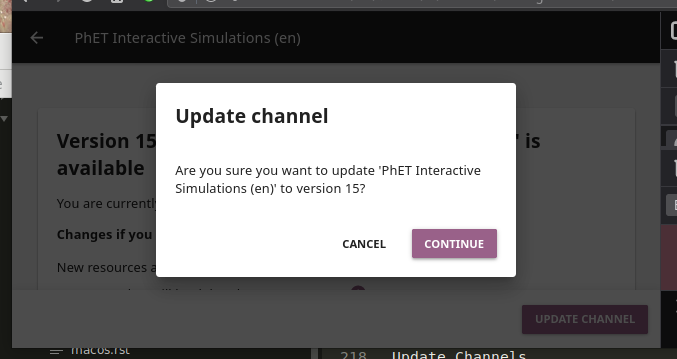 PhET Interactive Simulations (en)
Update channel
Are you sure you want to update 'PhET Interactive
Simulations (en)' to version 15?
CANCEL
CONTINUE
Version 15
' is
available
You are currently
Changes if you
New resources a
UPDATE CHANNEL
macos.rst
218 Update Channels